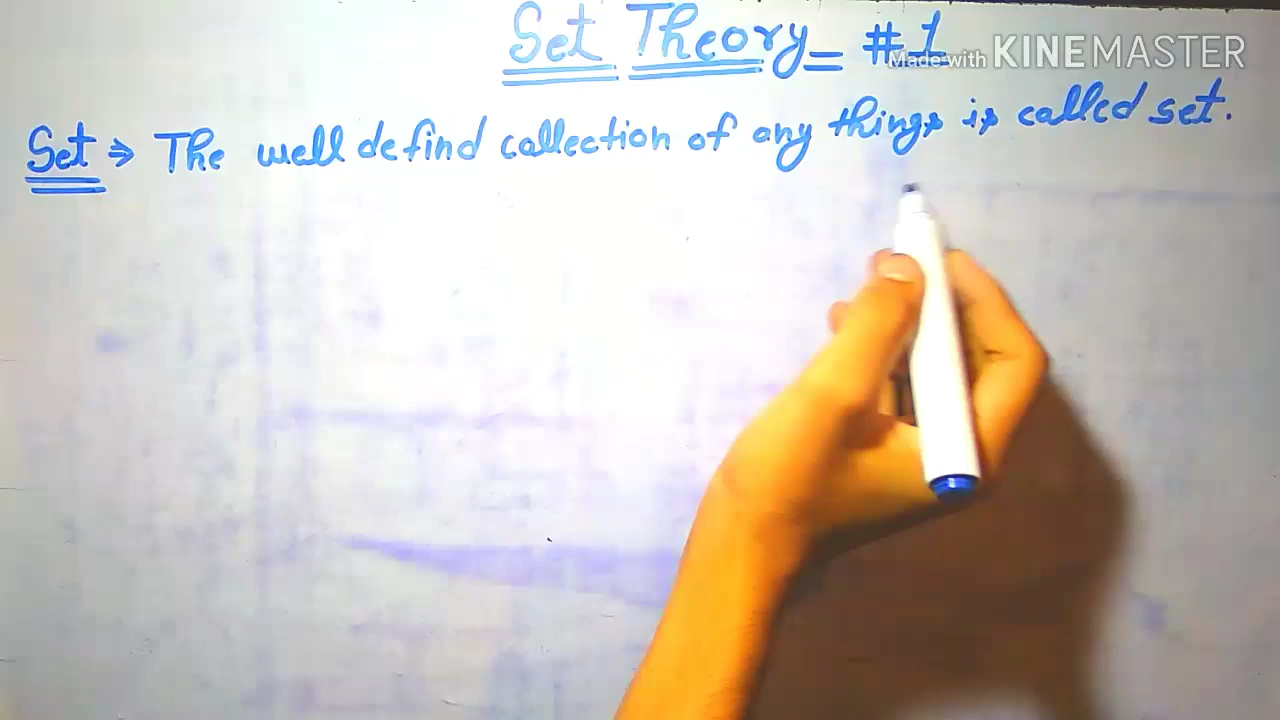 Set Theory = #1
Made with KINEMASTER
Set ⇒ The well defind collection of any things is called set.